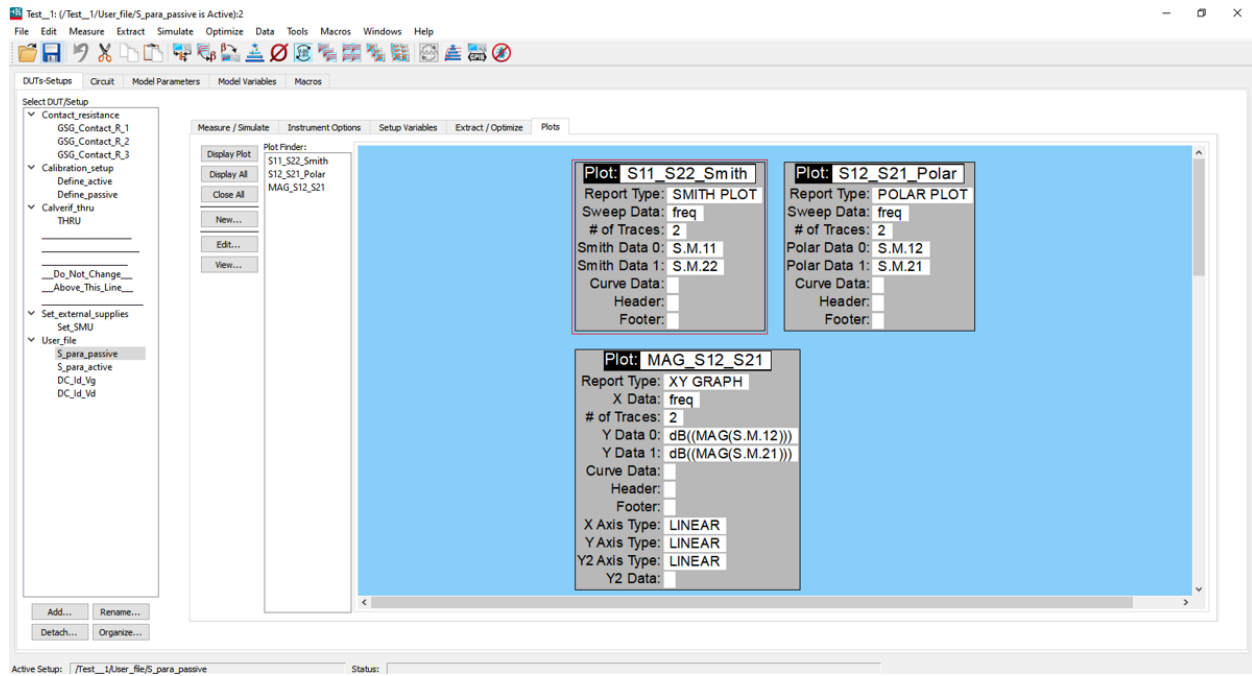 Test__1: (/Test__1/User_file/S_para_passive is Active):2
File Edit Measure Extract Simulate Optimize Data Tools Macros Windows Help
DUTs-Setups Circuit Model Parameters Model Variables Macros
Select DUT/Setup
Contact_resistance
GSG_Contact_R_1
GSG_Contact_R_2
GSG_Contact_R_3
Calibration_setup
Define_active
Define_passive
Calverif_thru
THRU
__Do_Not_Change__
__Above_This_Line__
Set_external_supplies
Set_SMU
User_file
S_para_passive
S_para_active
DC_Id_Vg
DC_Id_Vd
Add... Rename...
Detach... Organize...
Measure / Simulate Instrument Options Setup Variables Extract / Optimize Plots
Display Plot
Display All
Close All
New...
Edit...
View...
Plot Finder:
S11_S22_Smith
S12_S21_Polar
MAG_S12_S21
Plot: S11_S22_Smith
Report Type: SMITH PLOT
Sweep Data: freq
# of Traces: 2
Smith Data 0: S.M.11
Smith Data 1: S.M.22
Curve Data:
Header:
Footer:
Plot: S12_S21_Polar
Report Type: POLAR PLOT
Sweep Data: freq
# of Traces: 2
Polar Data 0: S.M.12
Polar Data 1: S.M.21
Curve Data:
Header:
Footer:
Plot: MAG_S12_S21
Report Type: XY GRAPH
X Data: freq
# of Traces: 2
Y Data 0: dB((MAG(S.M.12)))
Y Data 1: dB((MAG(S.M.21)))
Curve Data:
Header:
Footer:
X Axis Type: LINEAR
Y Axis Type: LINEAR
Y2 Axis Type: LINEAR
Y2 Data:
Active Setup: /Test__1/User_file/S_para_passive Status: